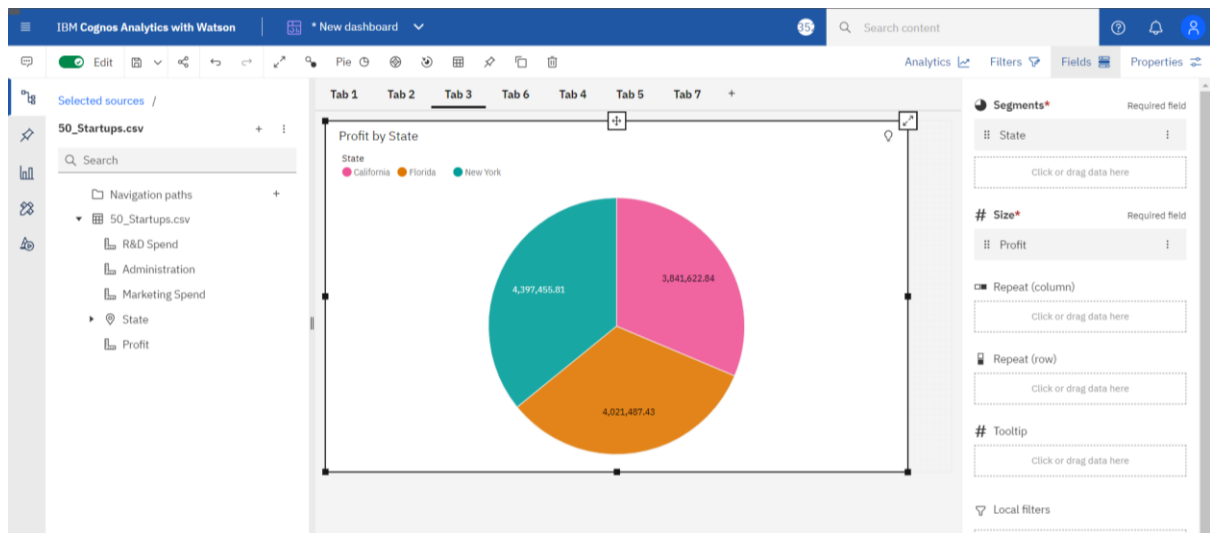 IBM Cognos Analytics with Watson
* New dashboard
Search content
Edit
Pie
Analytics
Filters
Fields
Properties
Selected sources /
50_Startups.csv
Search
Navigation paths
50_Startups.csv
R&D Spend
Administration
Marketing Spend
State
Profit
Tab 1 Tab 2 Tab 3 Tab 6 Tab 4 Tab 5 Tab 7 +
Profit by State
State
California Florida New York
4,397,455.81
3,841,622.84
4,021,487.43
Segments* Required field
State
Click or drag data here
# Size* Required field
Profit
Repeat (column)
Click or drag data here
Repeat (row)
Click or drag data here
# Tooltip
Click or drag data here
Local filters